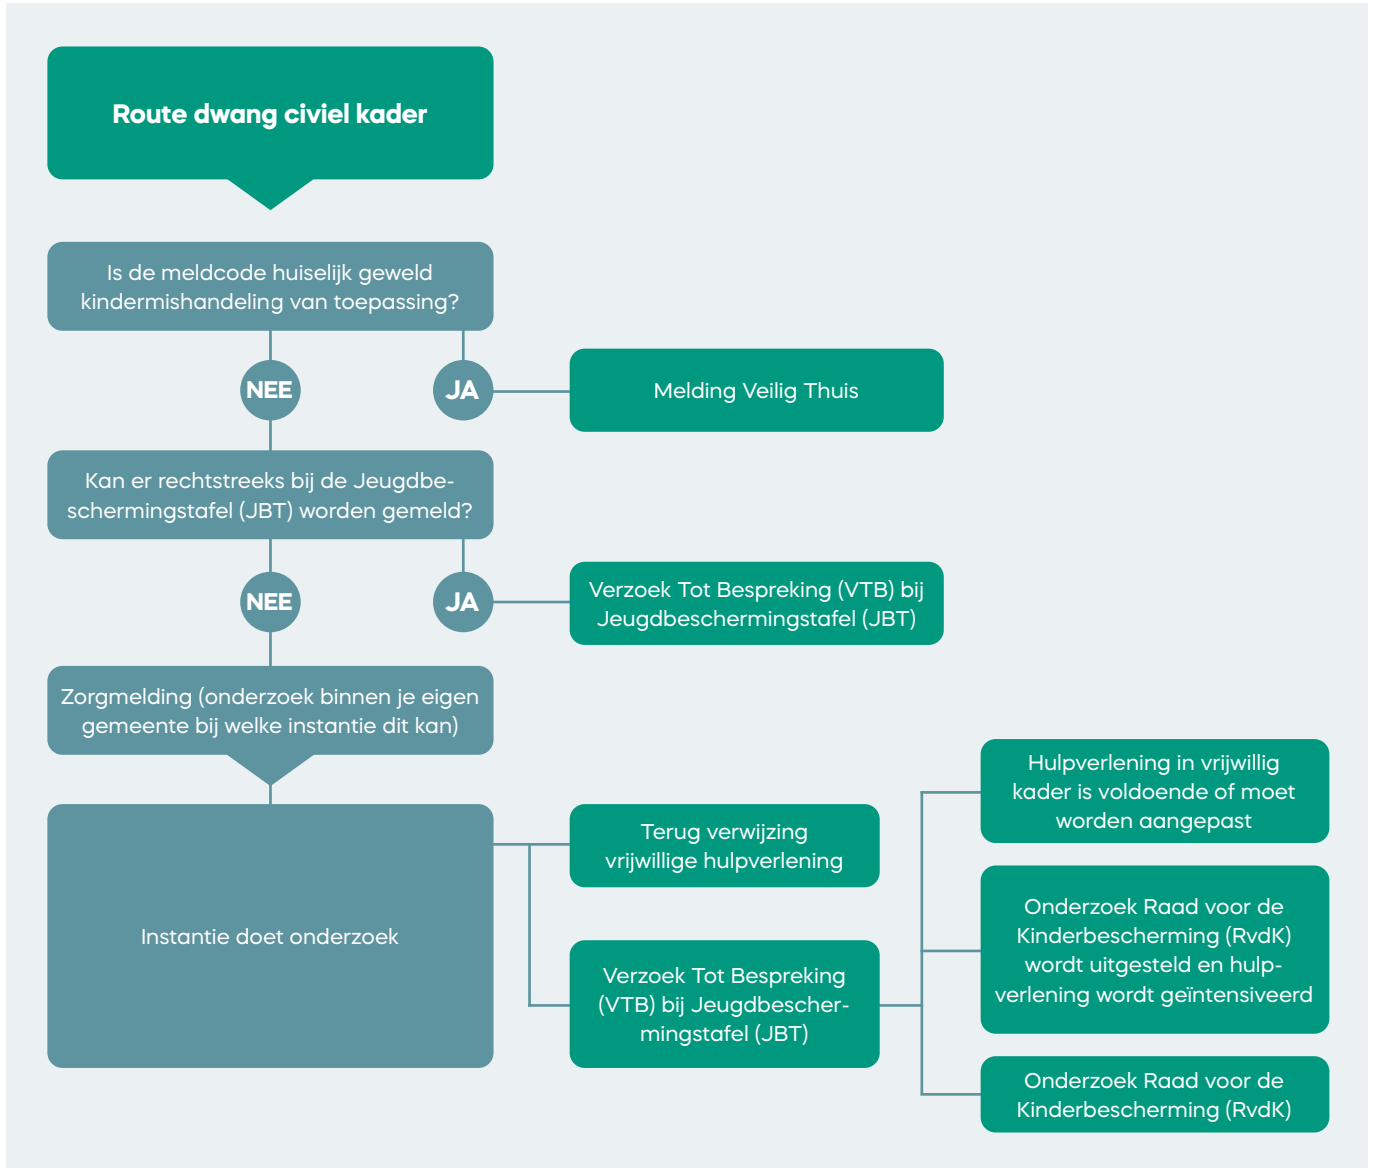 Route dwang civiel kader
Is de meldcode huiselijk geweld
kindermishandeling van toepassing?
NEE
JA
Melding Veilig Thuis
Kan er rechtstreeks bij de Jeugdbe-
schermingstafel (JBT) worden gemeld?
NEE
JA
Verzoek Tot Bespreking (VTB) bij
Jeugdbeschermingstafel (JBT)
Zorgmelding (onderzoek binnen je eigen
gemeente bij welke instantie dit kan)
Instantie doet onderzoek
Terug verwijzing
vrijwillige hulpverlening
Verzoek Tot Bespreking
(VTB) bij Jeugdbescher-
mingstafel (JBT)
Hulpverlening in vrijwillig
kader is voldoende of moet
worden aangepast
Onderzoek Raad voor de
Kinderbescherming (RvdK)
wordt uitgesteld en hulp-
verlening wordt geïntensiveerd
Onderzoek Raad voor de
Kinderbescherming (RvdK)